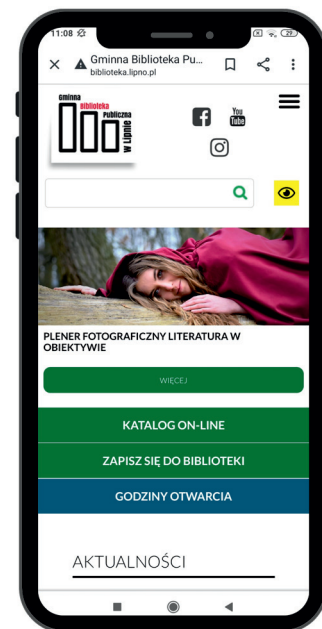 11:08
29
Gminna Biblioteka Pu...
biblioteka.lipno.pl
Gminna
Biblioteka
Publiczna
w Lipnie
You
Tube
PLENER FOTOGRAFICZNY LITERATURA W
OBIEKTYWIE
WIĘCEJ
KATALOG ON-LINE
ZAPISZ SIĘ DO BIBLIOTEKI
GODZINY OTWARCIA
AKTUALNOŚCI